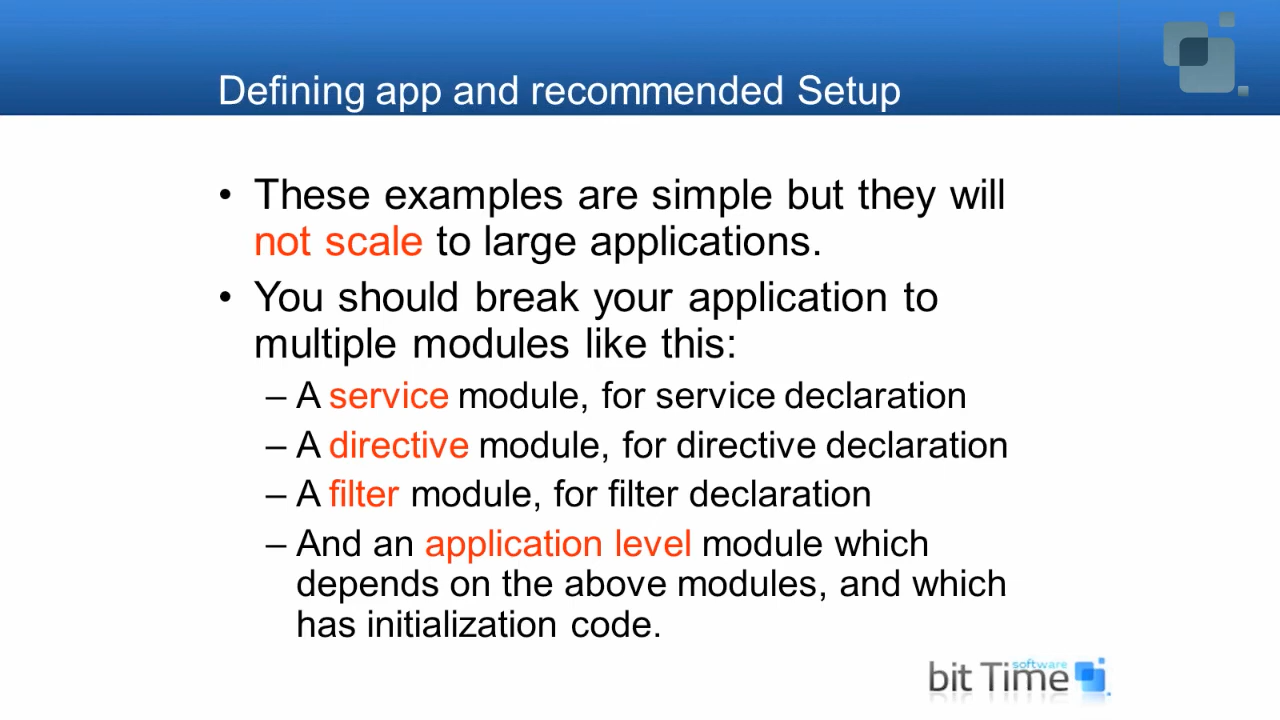 Defining app and recommended Setup
• These examples are simple but they will
not scale to large applications.
• You should break your application to
multiple modules like this:
– A service module, for service declaration
– A directive module, for directive declaration
– A filter module, for filter declaration
– And an application level module which
depends on the above modules, and which
has initialization code.
software
bit Time